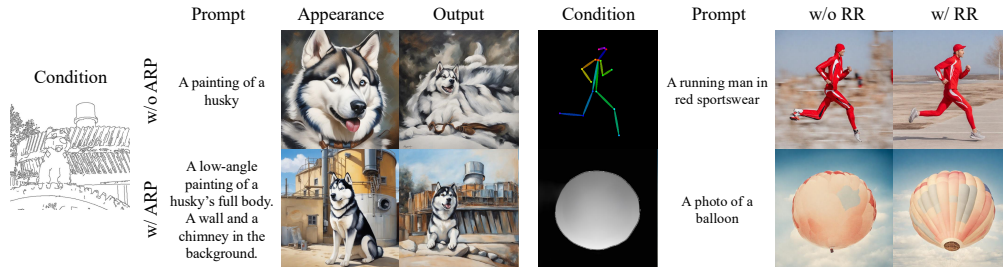 Prompt
Appearance
Output
Condition
Prompt
w/o RR
w/ RR
Condition
w/o ARP
A painting of a
husky
A running man in
red sportswear
w/ ARP
A low-angle
painting of a
husky's full body.
A wall and a
chimney in the
background.
A photo of a
balloon